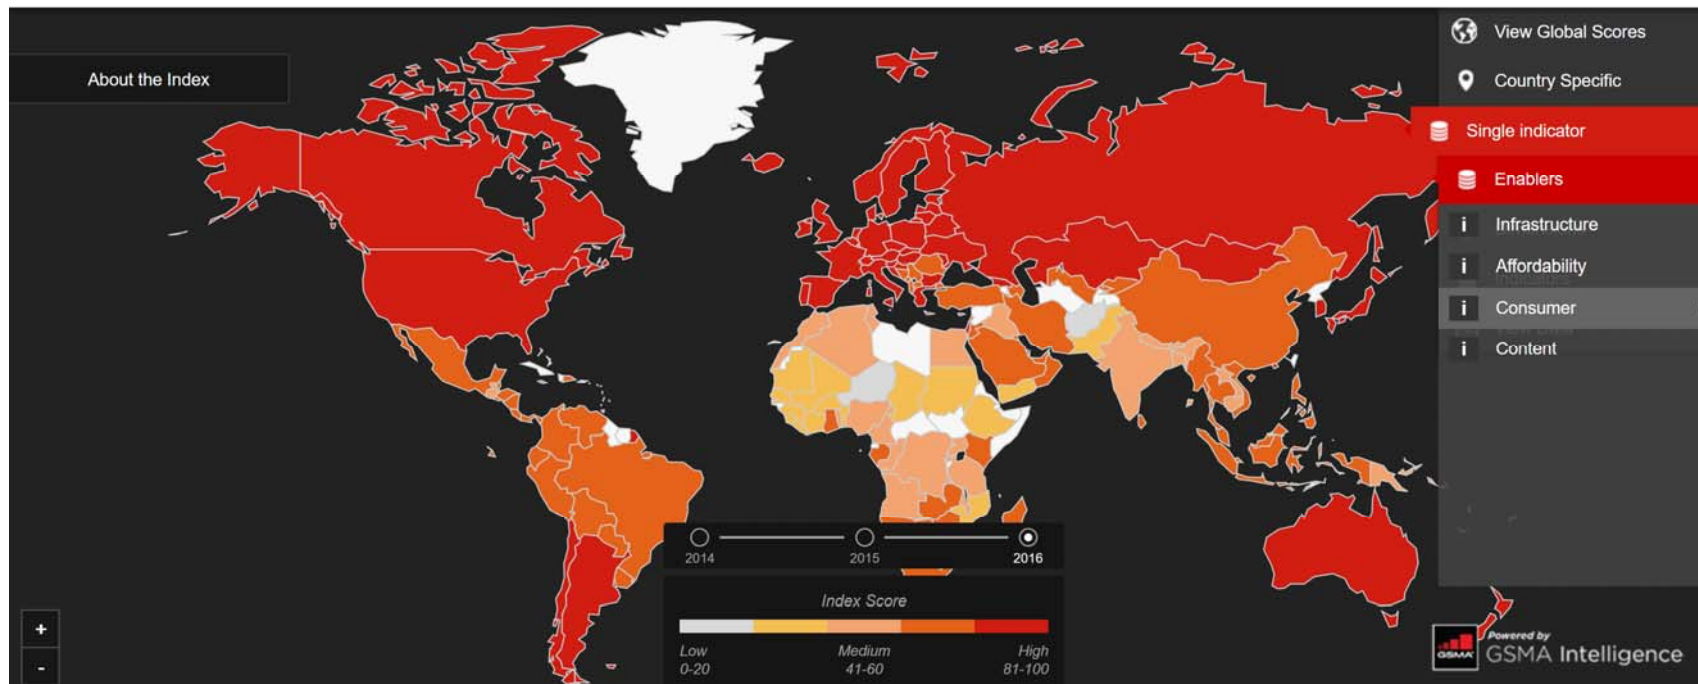 About the Index
View Global Scores
Country Specific
Single indicator
Enablers
i Infrastructure
i Affordability
i Consumer
i Content
2014 2015 2016
Index Score
Low Medium High
0-20 41-60 81-100
+
-
Powered by
GSMA GSMA Intelligence